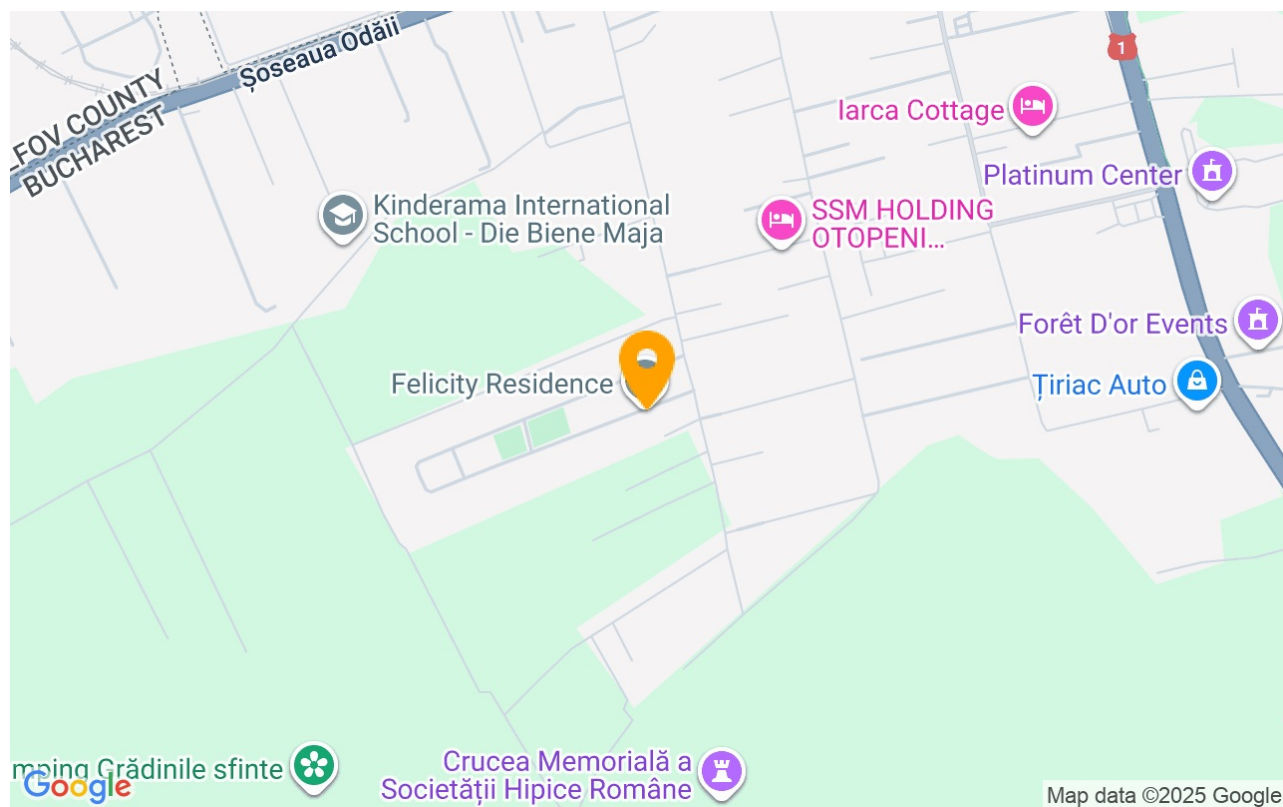 Șoseaua Odăii
1
Iarca Cottage
_FOV COUNTY
BUCHAREST
Platinum Center
Kinderama International
School - Die Biene Maja
SSM HOLDING
OTOPENI...
Forêt D'or Events
Felicity Residence
Țiriac Auto
mping Grădinile sfinte
Crucea Memorială a
Societății Hipice Române
Google
Map data ©2025 Google